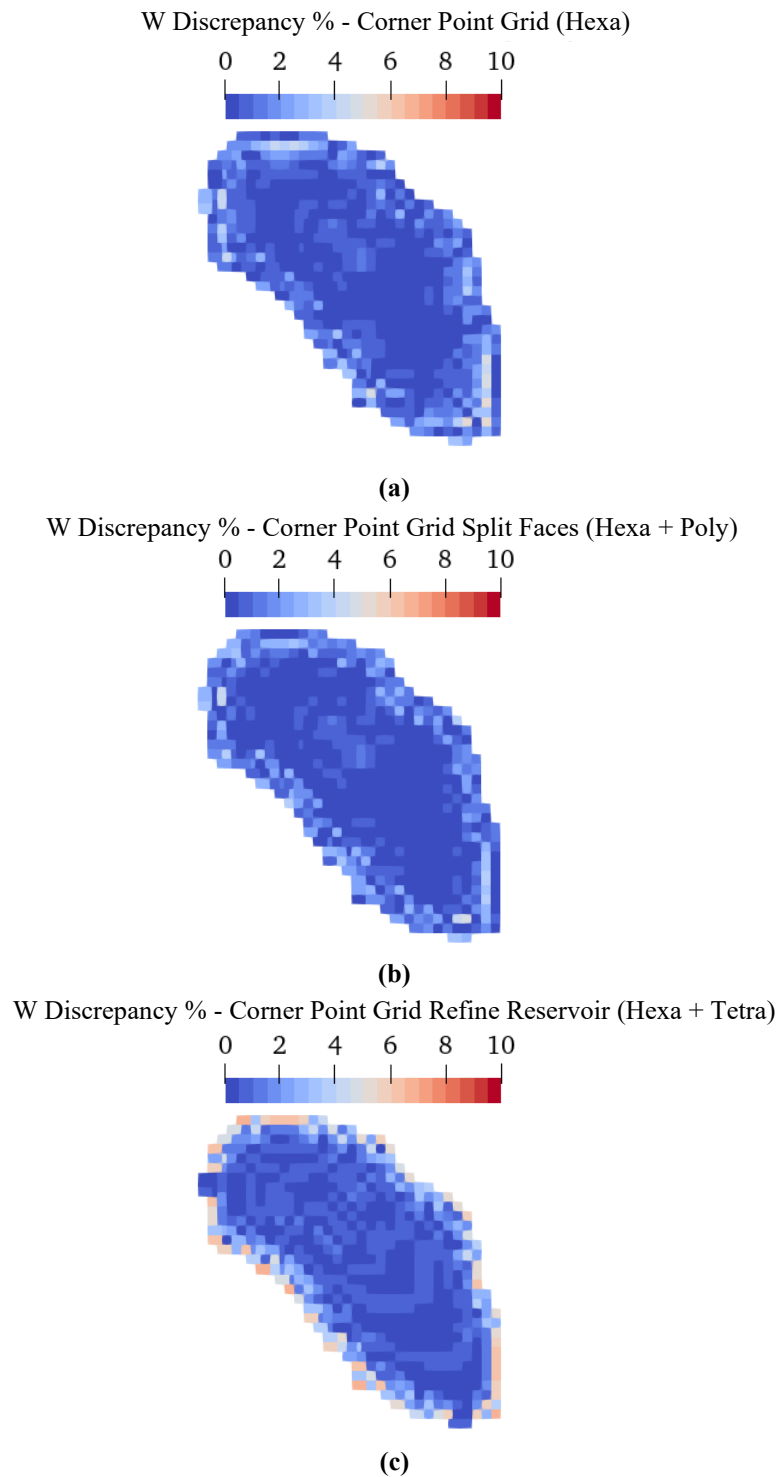 W Discrepancy % - Corner Point Grid (Hexa)
0 2 4 6 8 10
(a)
W Discrepancy % - Corner Point Grid Split Faces (Hexa + Poly)
0 2 4 6 8 10
(b)
W Discrepancy % - Corner Point Grid Refine Reservoir (Hexa + Tetra)
0 2 4 6 8 10
(c)